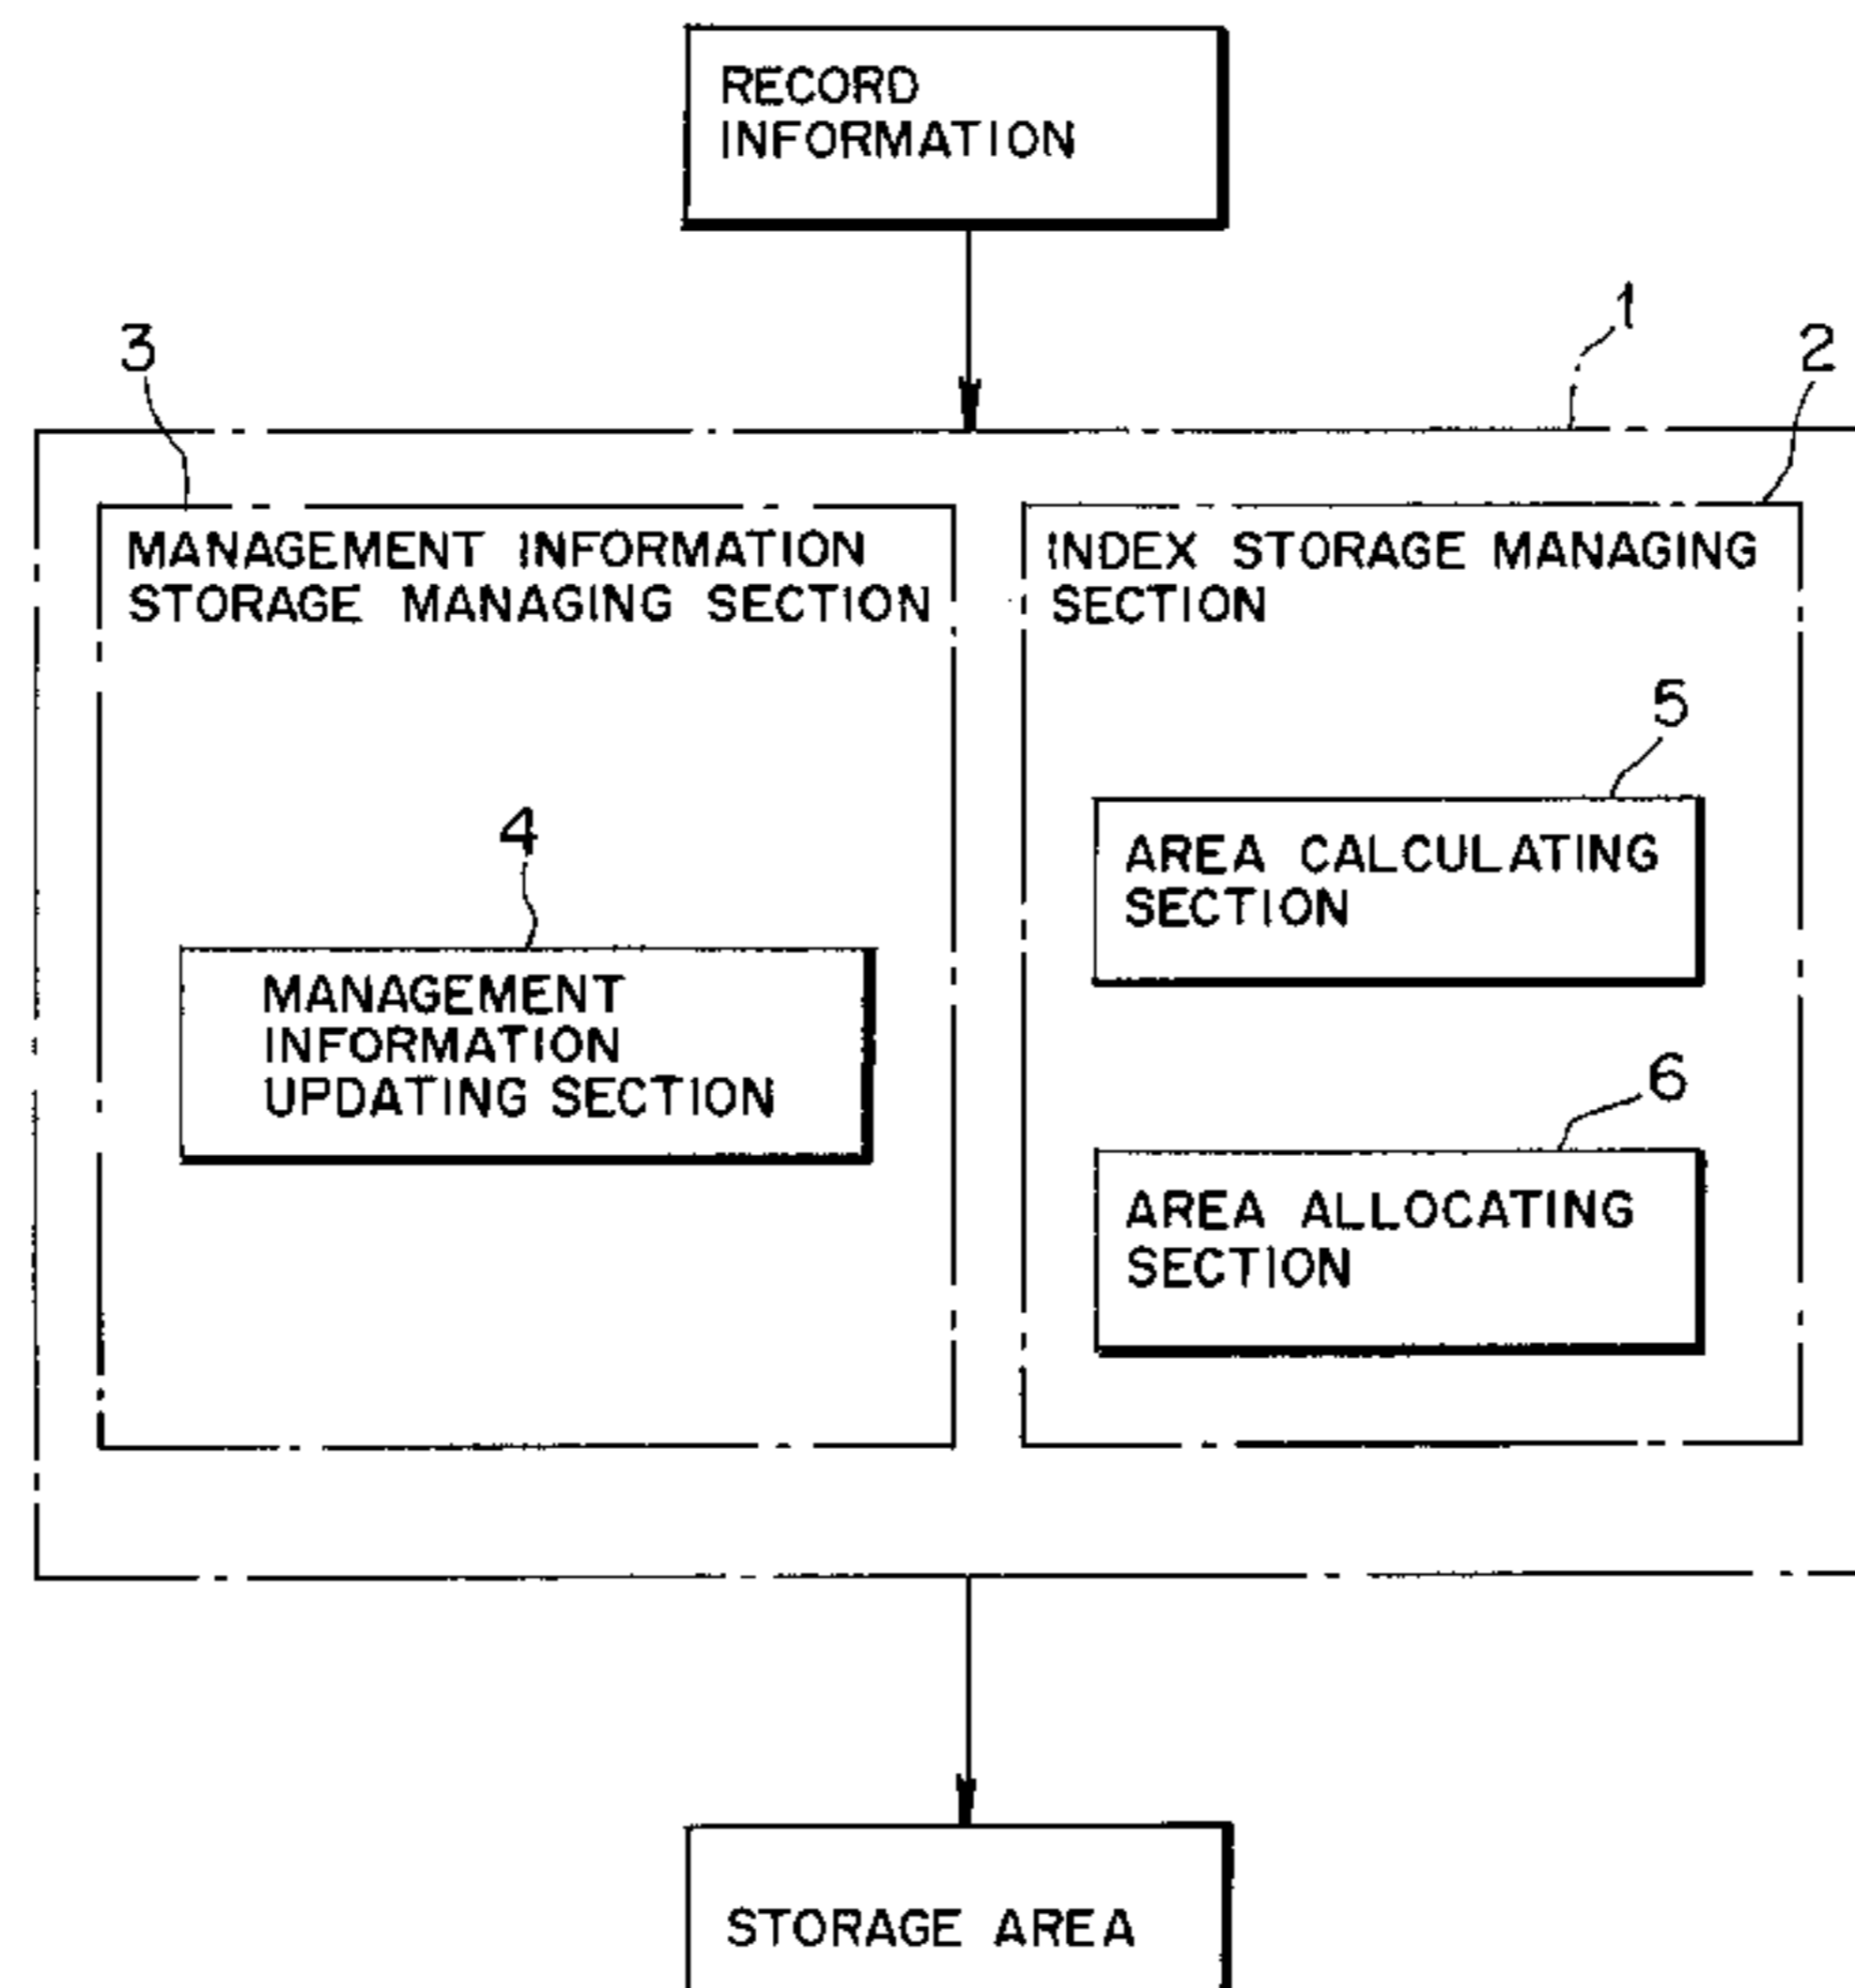 RECORD
INFORMATION
1
3
2
MANAGEMENT INFORMATION
STORAGE MANAGING SECTION
INDEX STORAGE MANAGING
SECTION
5
AREA CALCULATING
SECTION
4
MANAGEMENT
INFORMATION
UPDATING SECTION
6
AREA ALLOCATING
SECTION
STORAGE AREA